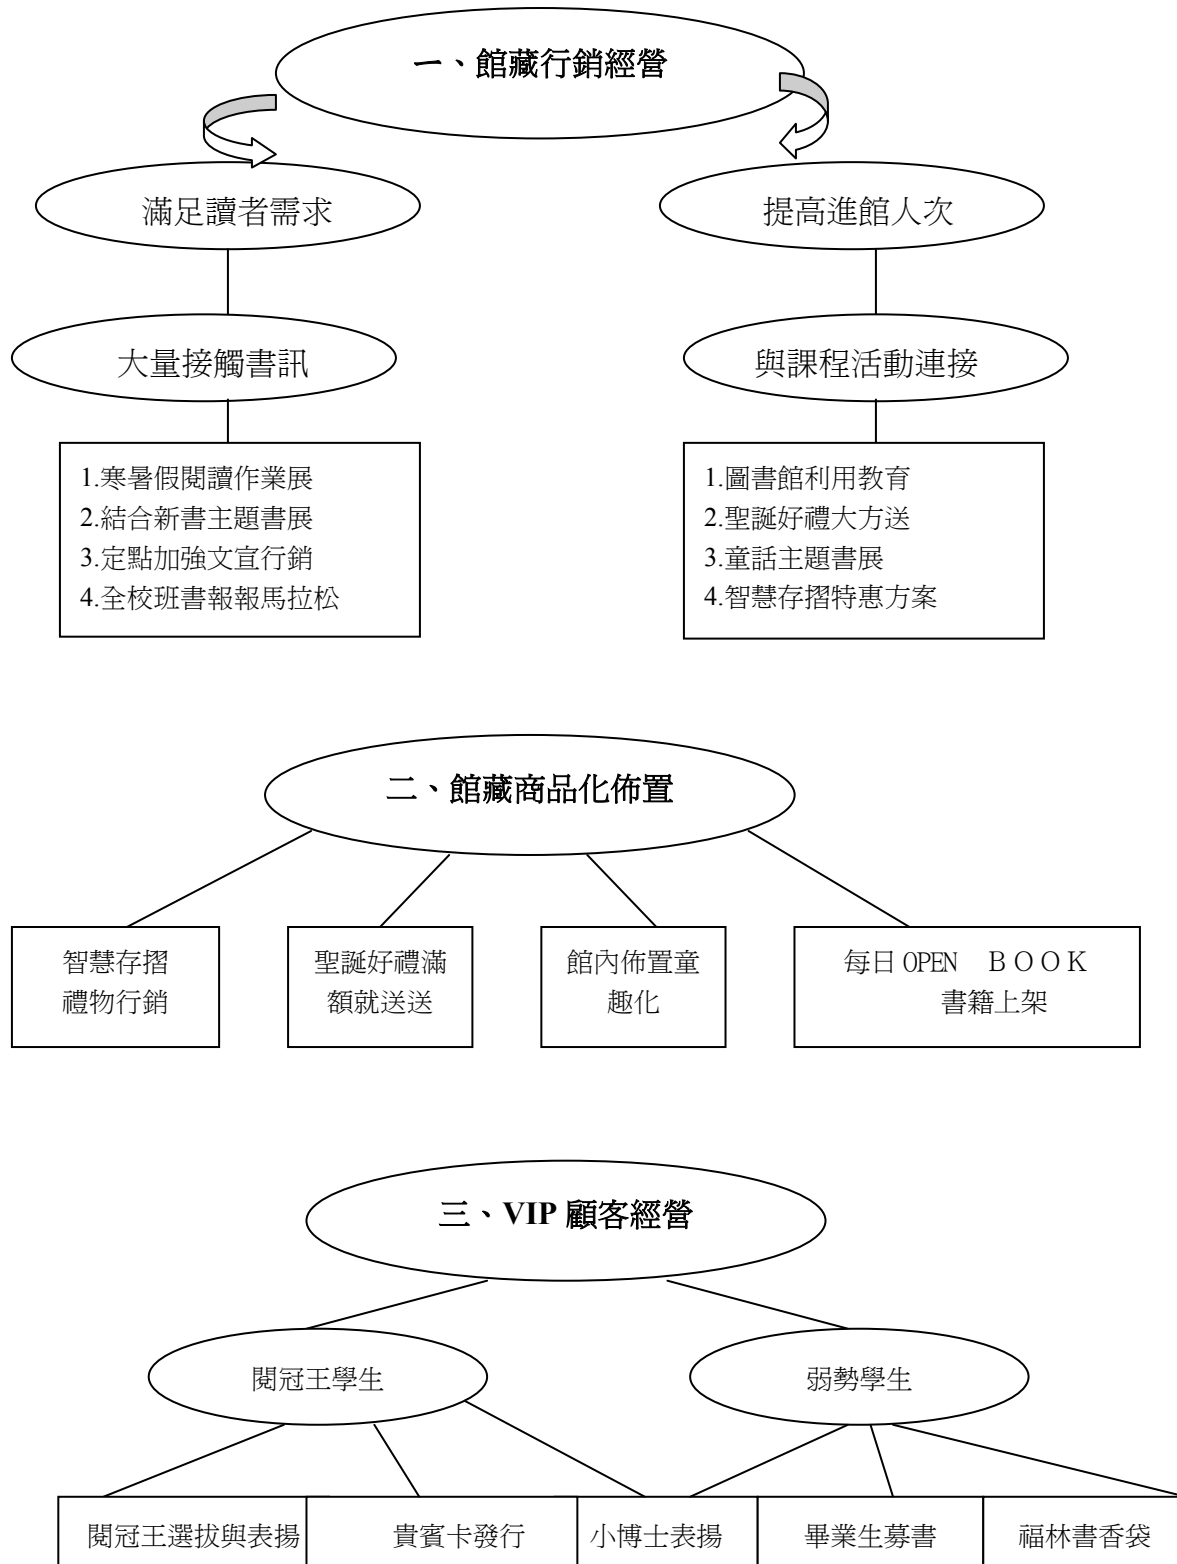 一、館藏行銷經營
滿足讀者需求
提高進館人次
大量接觸書訊
與課程活動連接
1.寒暑假閱讀作業展
2.結合新書主題書展
3.定點加強文宣行銷
4.全校班書報報馬拉松
1.圖書館利用教育
2.聖誕好禮大方送
3.童話主題書展
4.智慧存摺特惠方案
二、館藏商品化佈置
智慧存摺
禮物行銷
聖誕好禮滿
額就送送
館內佈置童
趣化
每日 OPEN　ＢＯＯＫ
書籍上架
三、VIP 顧客經營
閱冠王學生
弱勢學生
閱冠王選拔與表揚
貴賓卡發行
小博士表揚
畢業生募書
福林書香袋